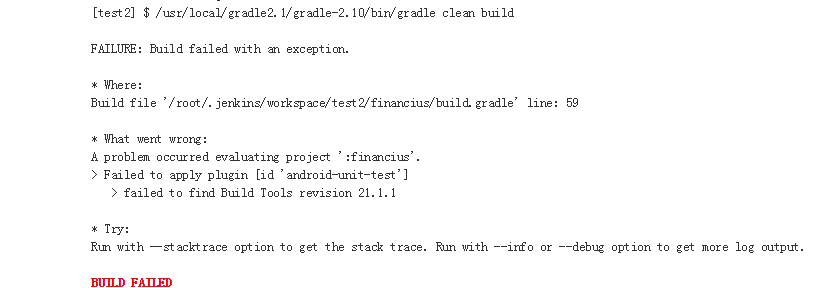 [test2] $ /usr/local/gradle2.1/gradle-2.10/bin/gradle clean build
FAILURE: Build failed with an exception.
* Where:
Build file '/root/.jenkins/workspace/test2/financius/build.gradle' line: 59
* What went wrong:
A problem occurred evaluating project ':financius'.
> Failed to apply plugin [id 'android-unit-test']
> failed to find Build Tools revision 21.1.1
* Try:
Run with --stacktrace option to get the stack trace. Run with --info or --debug option to get more log output.
BUILD FAILED